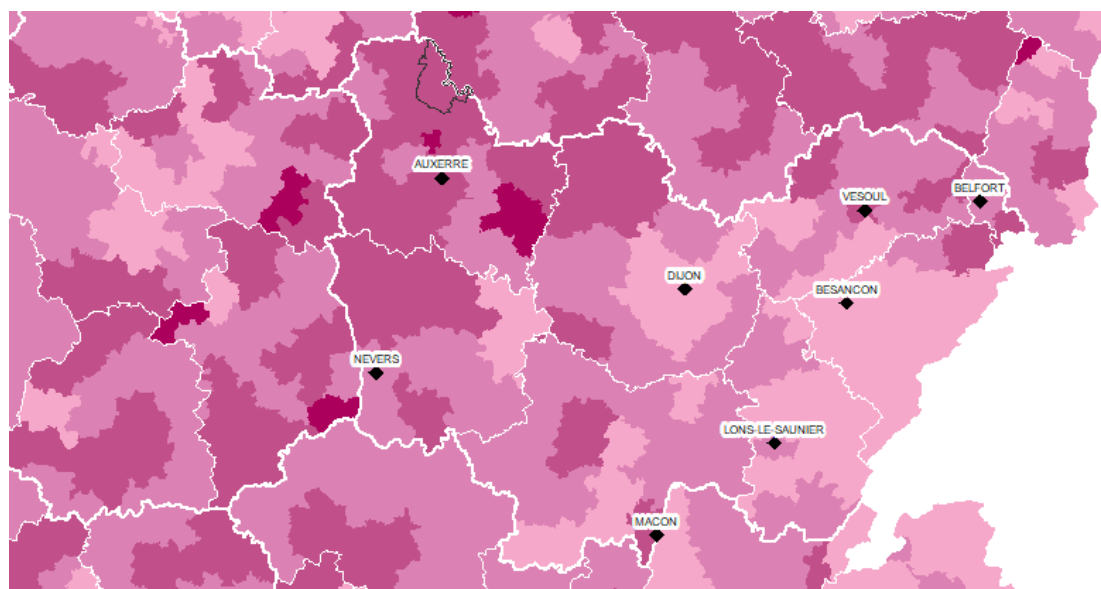 AUXERRE
BELFORT
VESOUL
DIJON
BESANCON
NEVERS
LONS-LE-SAUNIER
MACON